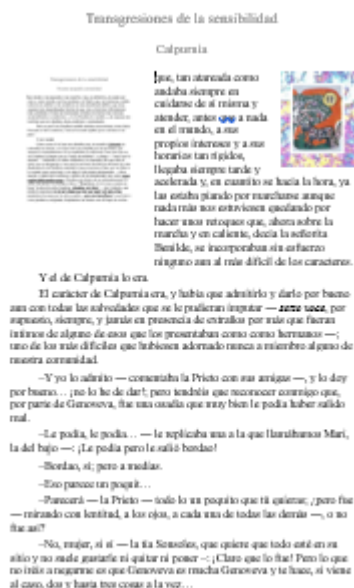 Transgresiones de la sensibilidad
Calpurnia
que, tan atareada como
andaba siempre en
cuidarse de sí misma y
atender, antes que a nada
en el mundo, a sus
propios intereses y a sus
horarios tan rígidos,
llegaba siempre tarde y
acelerada y, en cuantito se hacía la hora, ya
las estaba piando por marcharse aunque
nada más nos estuviesen quedando por
hacer unos retoques que, ahora sobre la
marcha y en caliente, decía la señorita
Benilde, se incorporaban sin esfuerzo
ninguno aun al más difícil de los caracteres.
Y el de Calpurnia lo era.
El carácter de Calpurnia era, y había que admitirlo y darlo por bueno
aun con todas las salvedades que se le pudieran imputar — sotto voce, por
supuesto, siempre, y jamás en presencia de extraños por más que fueran
íntimos de alguno de esos que los presentaban como como hermanos —;
uno de los más difíciles que hubiesen adornado nunca a miembro alguno de
nuestra comunidad.
–Y yo lo admito — comentaba la Prieto con sus amigas —, y lo doy
por bueno… ¡no lo he de dar!; pero tendréis que reconocer conmigo que,
por parte de Genoveva, fue una osadía que muy bien le podía haber salido
mal.
–Le podía, le podía… — le replicaba una a la que llamábamos Mari,
la del bajo —: ¡Le podía pero le salió bordao!
–Bordao, sí; pero a medias.
–Eso parece un poquit…
–Parecerá — la Prieto — todo lo un poquito que tú quieras; ¿pero fue
— mirando con lentitud, a los ojos, a cada una de todas las demás —, o no
fue así?
–No, mujer, si sí — la tía Sonsoles, que quiere que todo esté en su
sitio y no suele gustarle ni quitar ni poner –: ¡Claro que lo fue! Pero lo que
no irás a negarme es que Genoveva es mucha Genoveva y te hace, si viene
al caso, dos y hasta tres cosas a la vez…